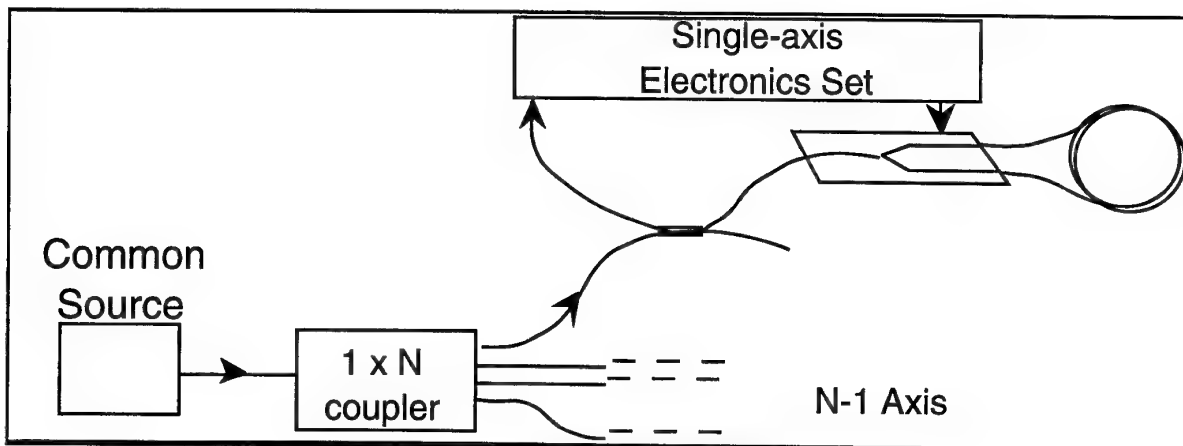 Single-axis
Electronics Set
Common
Source
1 x N
coupler
N-1 Axis